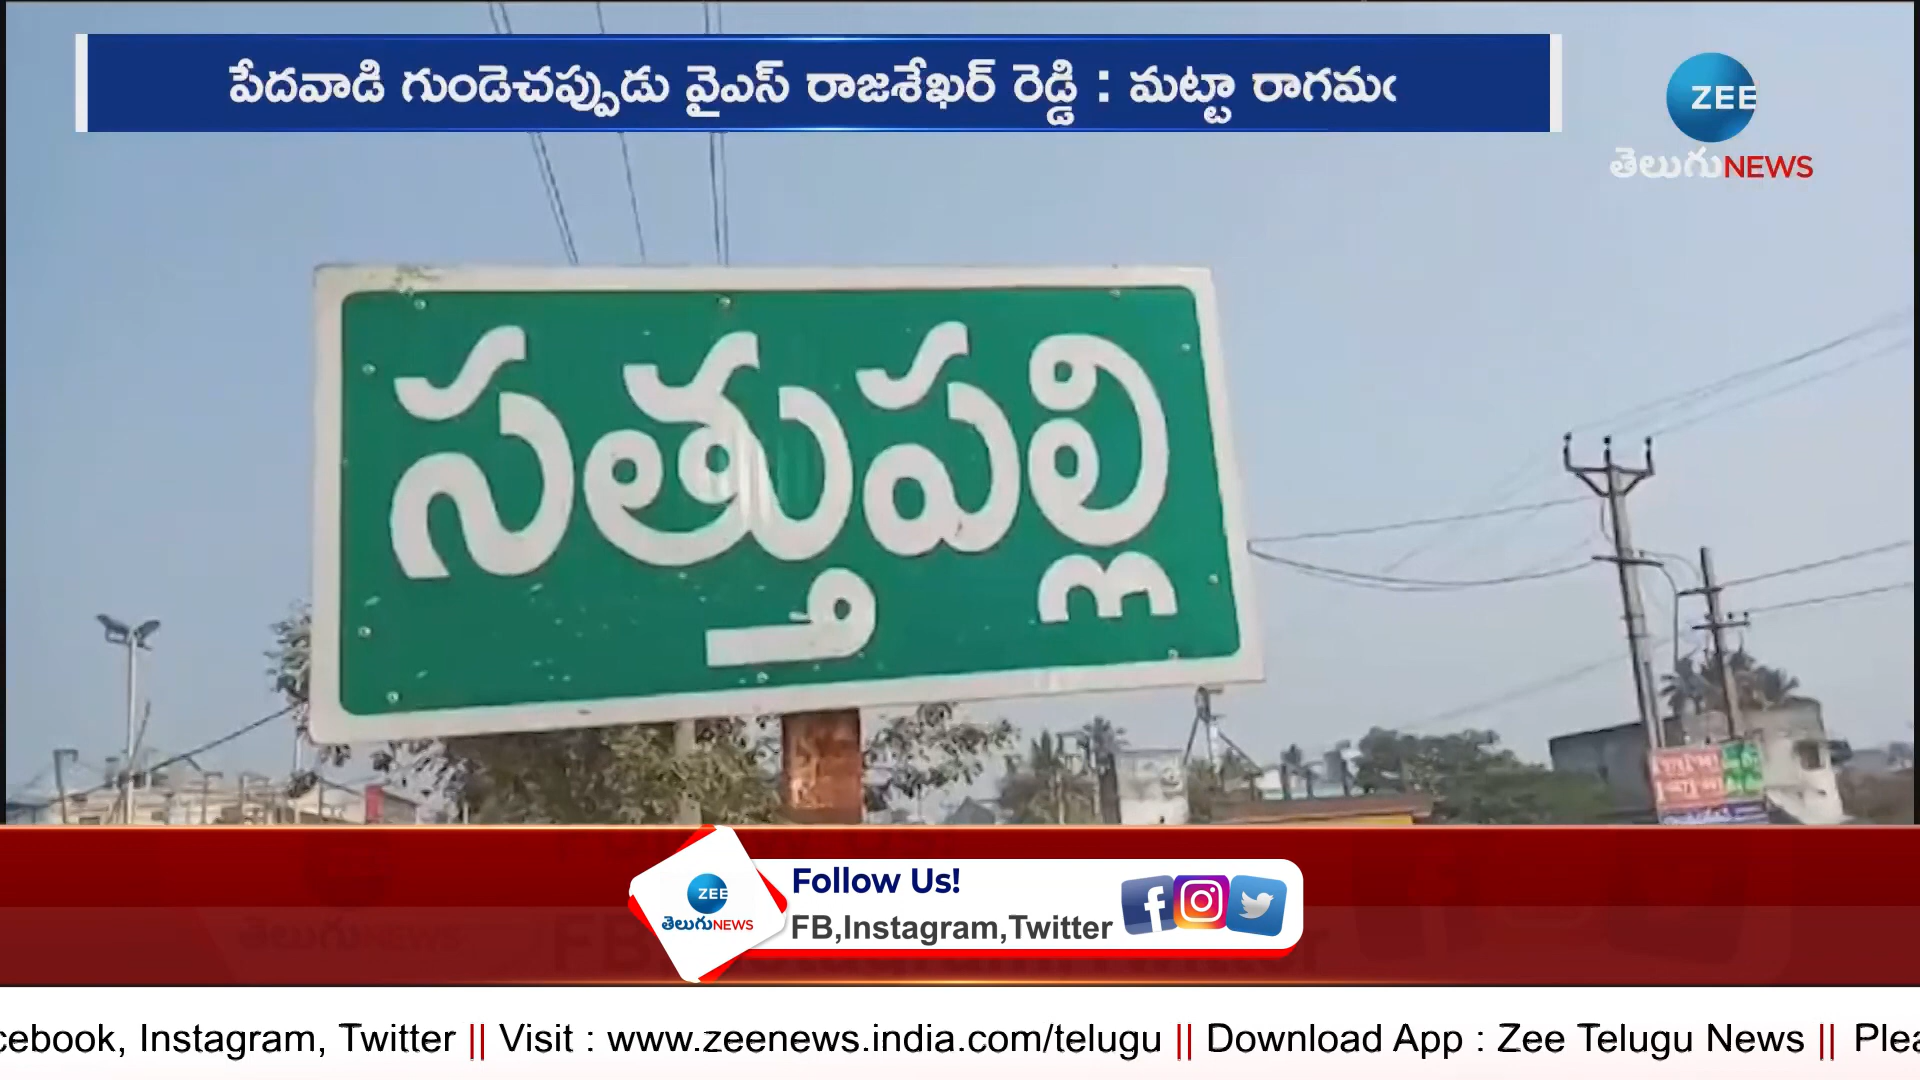 పేదవాడి గుండెచప్పుడు వైఎస్ రాజశేఖర్ రెడ్డి : మట్టా రాగమఁ
ZEE
తెలుగు NEWS
సత్తుపల్లి
ZEE
తెలుగు NEWS
Follow Us!
FB,Instagram,Twitter
cebook, Instagram, Twitter || Visit : www.zeenews.india.com/telugu || Download App : Zee Telugu News || Plea